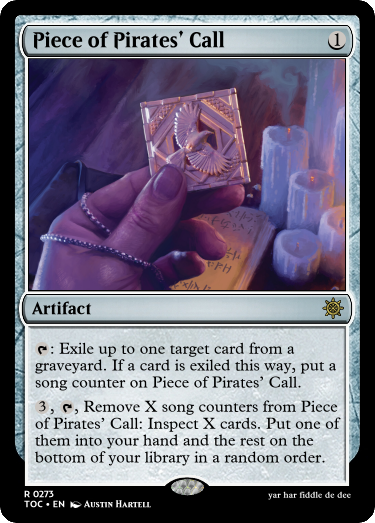 Piece of Pirates' Call 1
Artifact
: Exile up to one target card from a
graveyard. If a card is exiled this way, put a
song counter on Piece of Pirates' Call.
3, , Remove X song counters from Piece
of Pirates' Call: Inspect X cards. Put one of
them into your hand and the rest on the
bottom of your library in a random order.
R 0273
TOC • EN Austin Hartell
yar har fiddle de dee